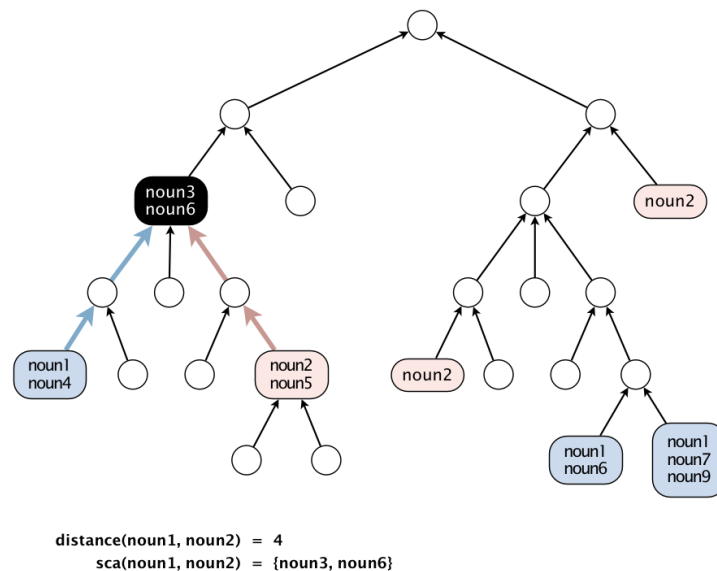 noun3
noun6
noun2
noun1
noun4
noun2
noun5
noun2
noun1
noun6
noun1
noun7
noun9
distance(noun1, noun2) = 4
sca(noun1, noun2) = {noun3, noun6}